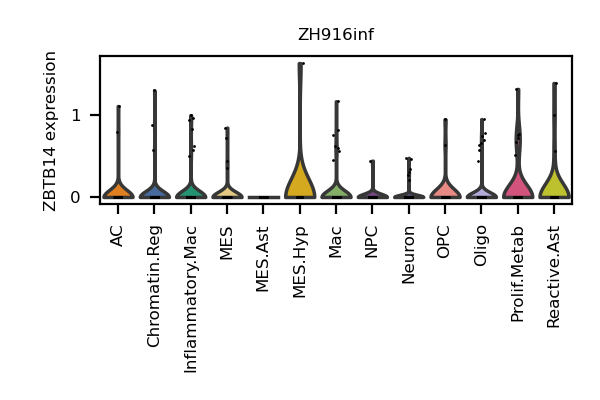 ZH916inf
ZBTB14 expression
1
0
AC
Chromatin.Reg
Inflammatory.Mac
MES
MES.Ast
MES.Hyp
Mac
NPC
Neuron
OPC
Oligo
Prolif.Metab
Reactive.Ast